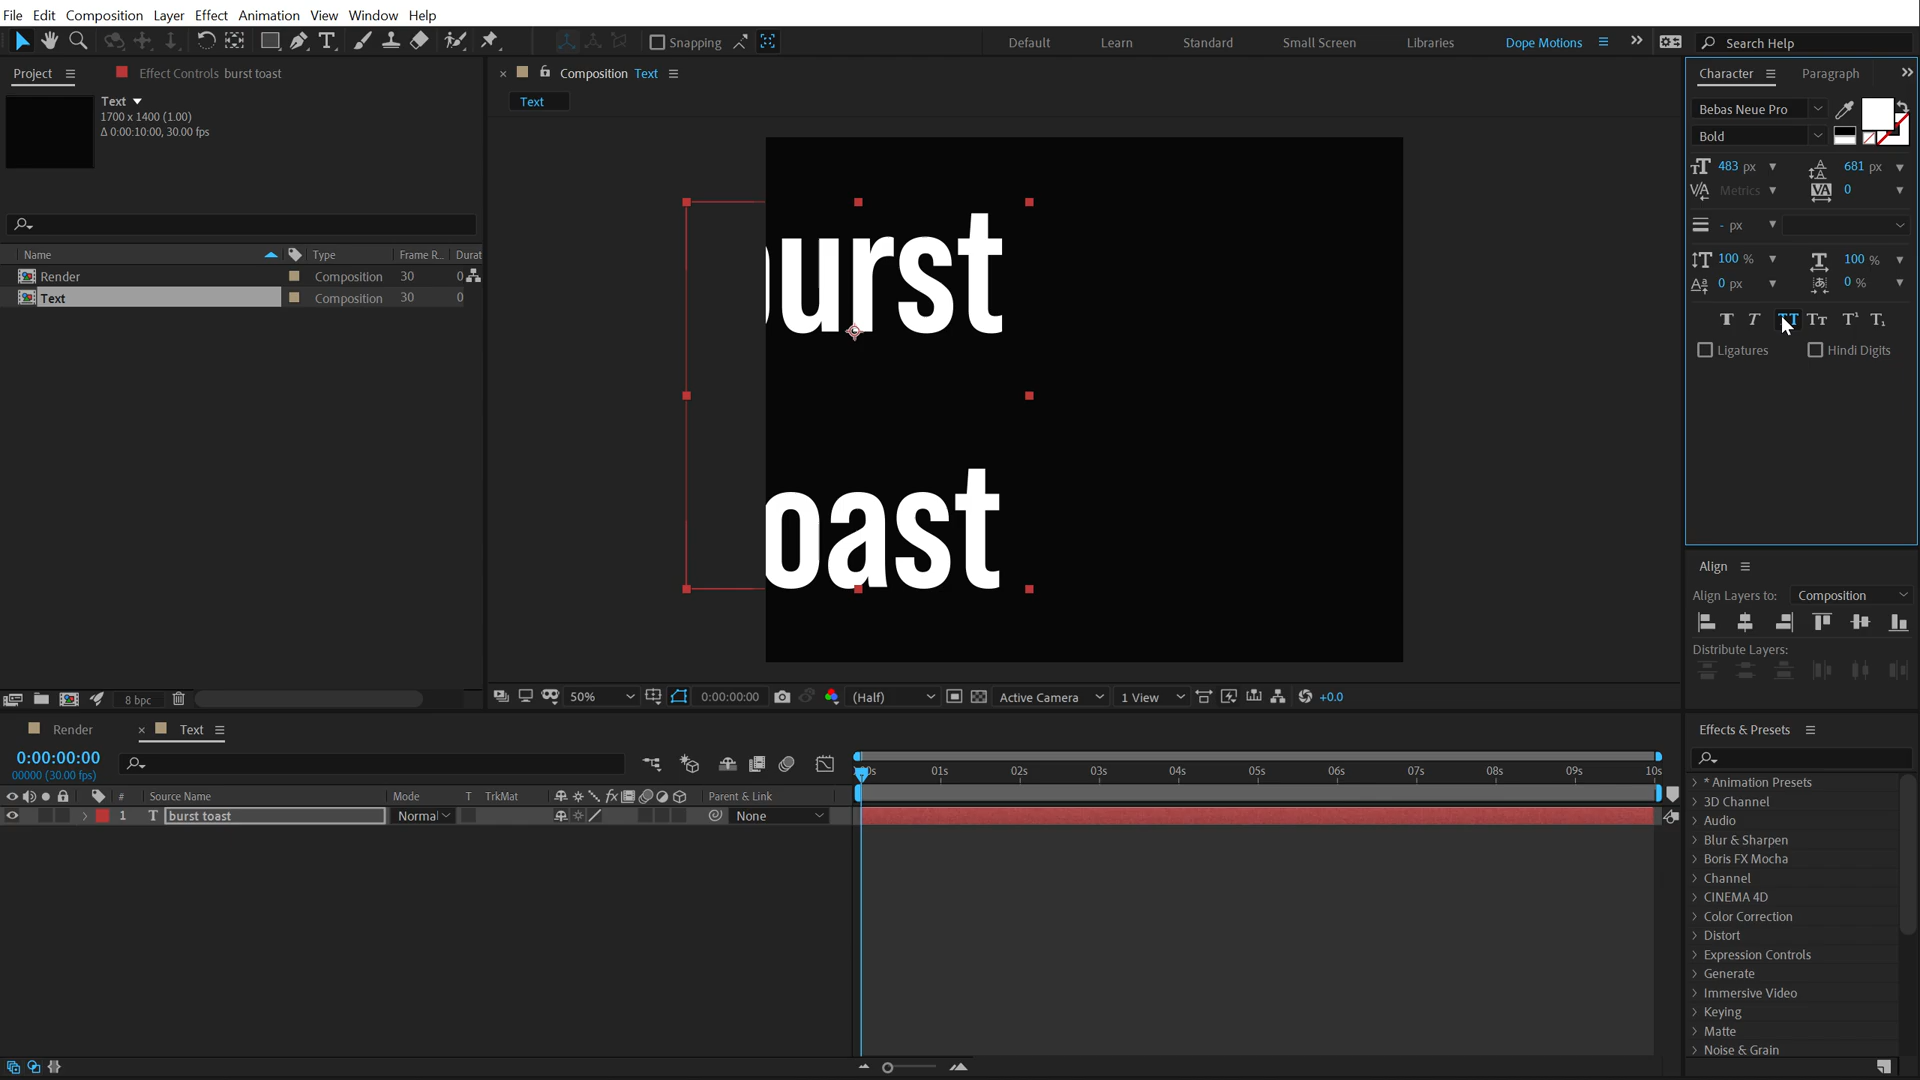 File Edit Composition Layer Effect Animation View Window Help
Snapping
Default Learn Standard Small Screen Libraries Dope Motions Search Help
Project Effect Controls burst toast
Text
1700 x 1400 (1.00)
Δ 0:00:10:00, 30.00 fps
Name Type Frame R... Durat
Render Composition 30 0
Text Composition 30 0
8 bpc
Composition Text
Text
urst
oast
50% 0:00:00:00 (Half) Active Camera 1 View +0.0
Character Paragraph
Bebas Neue Pro
Bold
483 px 681 px
Metrics 0
- px
100 % 100 %
0 px 0 %
Ligatures Hindi Digits
Align
Align Layers to: Composition
Distribute Layers:
Render Text
0:00:00:00
00000 (30.00 fps)
# Source Name Mode T TrkMat Parent & Link
1 T burst toast Normal None
01s 02s 03s 04s 05s 06s 07s 08s 09s 10s
Effects & Presets
* Animation Presets
3D Channel
Audio
Blur & Sharpen
Boris FX Mocha
Channel
CINEMA 4D
Color Correction
Distort
Expression Controls
Generate
Immersive Video
Keying
Matte
Noise & Grain